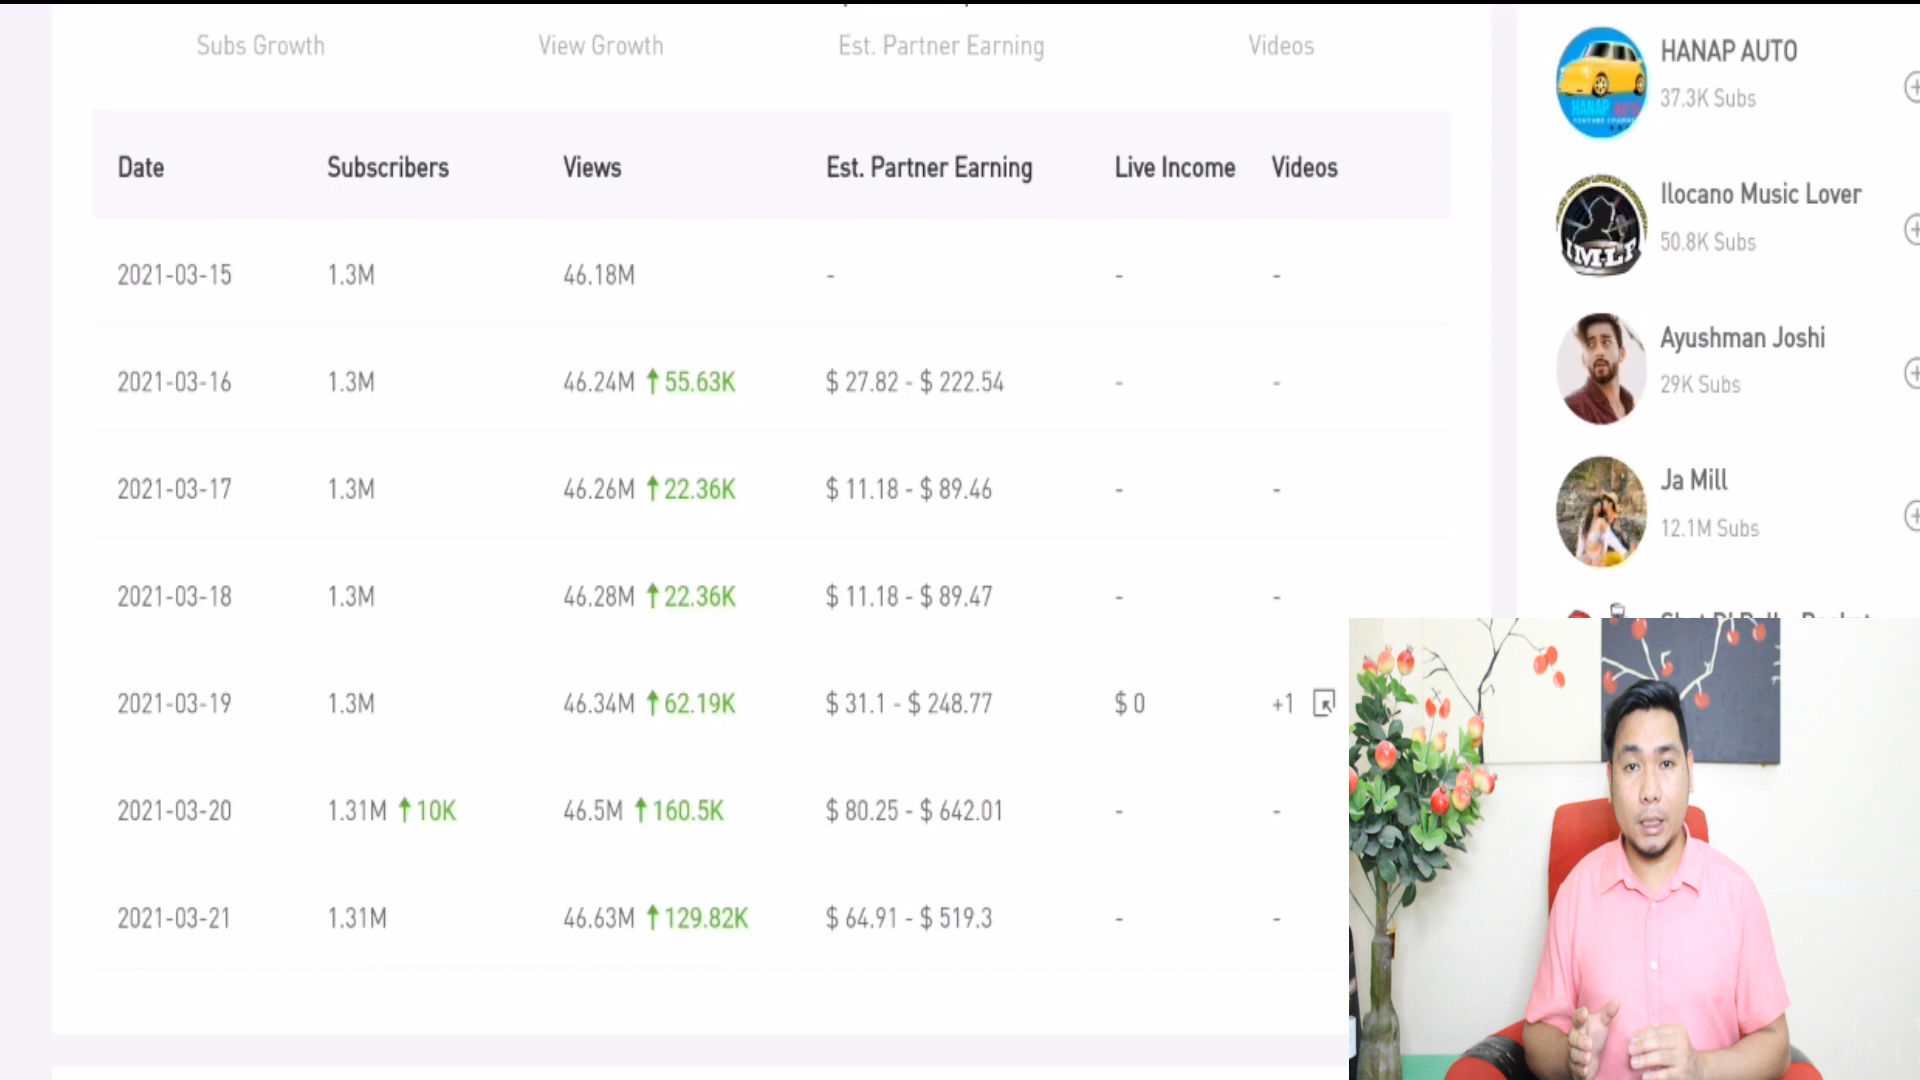 Subs Growth View Growth Est. Partner Earning Videos
Date Subscribers Views Est. Partner Earning Live Income Videos
2021-03-15 1.3M 46.18M - - -
2021-03-16 1.3M 46.24M ↑55.63K $ 27.82 - $ 222.54 - -
2021-03-17 1.3M 46.26M ↑22.36K $ 11.18 - $ 89.46 - -
2021-03-18 1.3M 46.28M ↑22.36K $ 11.18 - $ 89.47 - -
2021-03-19 1.3M 46.34M ↑62.19K $ 31.1 - $ 248.77 $ 0 +1
2021-03-20 1.31M ↑10K 46.5M ↑160.5K $ 80.25 - $ 642.01 - -
2021-03-21 1.31M 46.63M ↑129.82K $ 64.91 - $ 519.3 - -
HANAP AUTO
37.3K Subs
HANAP AUTO
Ilocano Music Lover
50.8K Subs
IMLP
Ayushman Joshi
29K Subs
Ja Mill
12.1M Subs